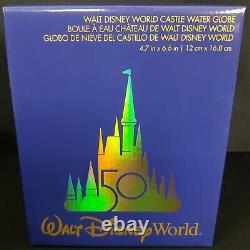 WALT DISNEY WORLD CASTLE WATER GLOBE
BOULE À EAU CHÂTEAU DE WALT DISNEY WORLD
GLOBO DE NIEVE DEL CASTILLO DE WALT DISNEY WORLD
4.7 in x 6.6 in | 12 cm x 16.8 cm
50
WALT DISNEY World.